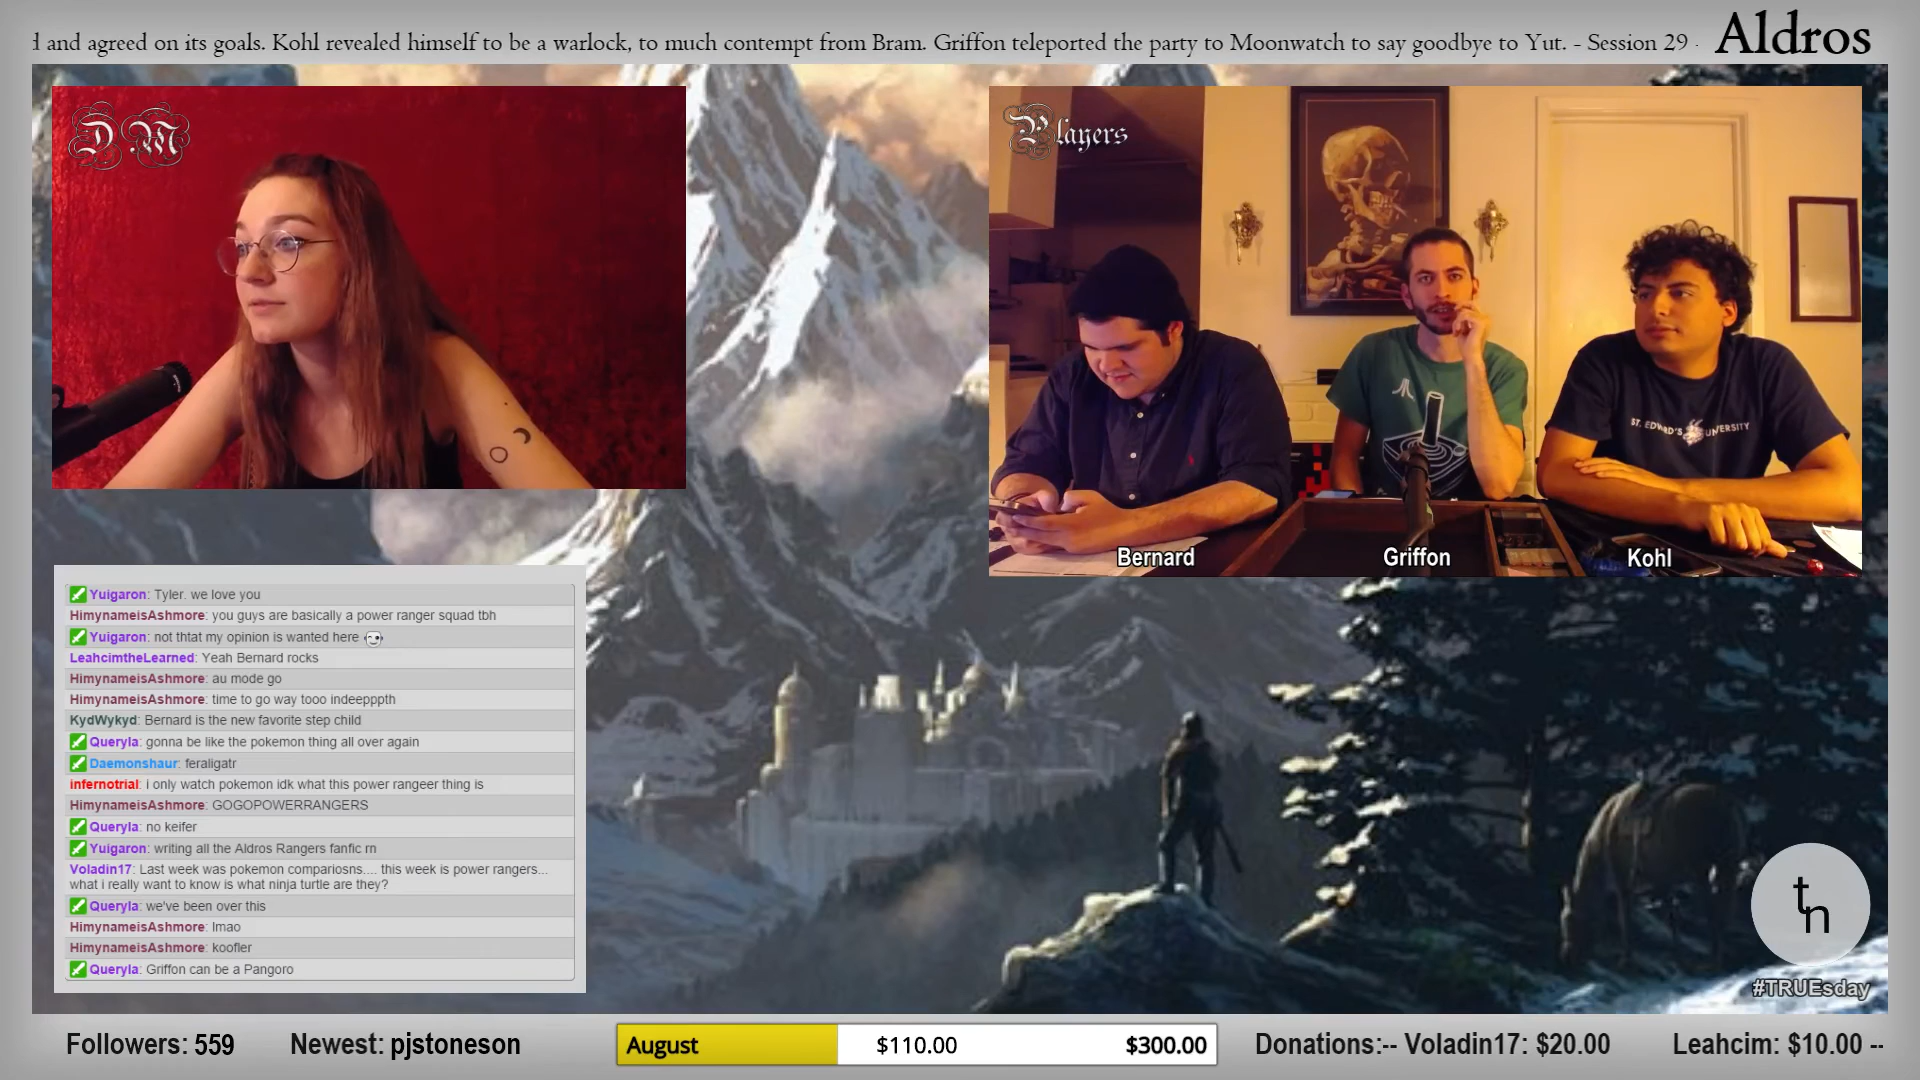 and agreed on its goals. Kohl revealed himself to be a warlock, to much contempt from Bram. Griffon teleported the party to Moonwatch to say goodbye to Yut. - Session 29 -
Aldros
DM
Players
ST. EDWARD'S UNIVERSITY
Bernard
Griffon
Kohl
Yuigaron: Tyler. we love you
HimynameisAshmore: you guys are basically a power ranger squad tbh
Yuigaron: not thtat my opinion is wanted here
LeahcimtheLearned: Yeah Bernard rocks
HimynameisAshmore: au mode go
HimynameisAshmore: time to go way tooo indeepppth
KydWykyd: Bernard is the new favorite step child
Queryla: gonna be like the pokemon thing all over again
Daemonshaur: feraligatr
infernotrial: i only watch pokemon idk what this power rangeer thing is
HimynameisAshmore: GOGOPOWERRANGERS
Queryla: no keifer
Yuigaron: writing all the Aldros Rangers fanfic rn
Voladin17: Last week was pokemon compariosns.... this week is power rangers...
what i really want to know is what ninja turtle are they?
Queryla: we've been over this
HimynameisAshmore: lmao
HimynameisAshmore: koofler
Queryla: Griffon can be a Pangoro
tn
#TRUEsday
Followers: 559
Newest: pjstoneson
August
$110.00
$300.00
Donations:-- Voladin17: $20.00
Leahcim: $10.00 --